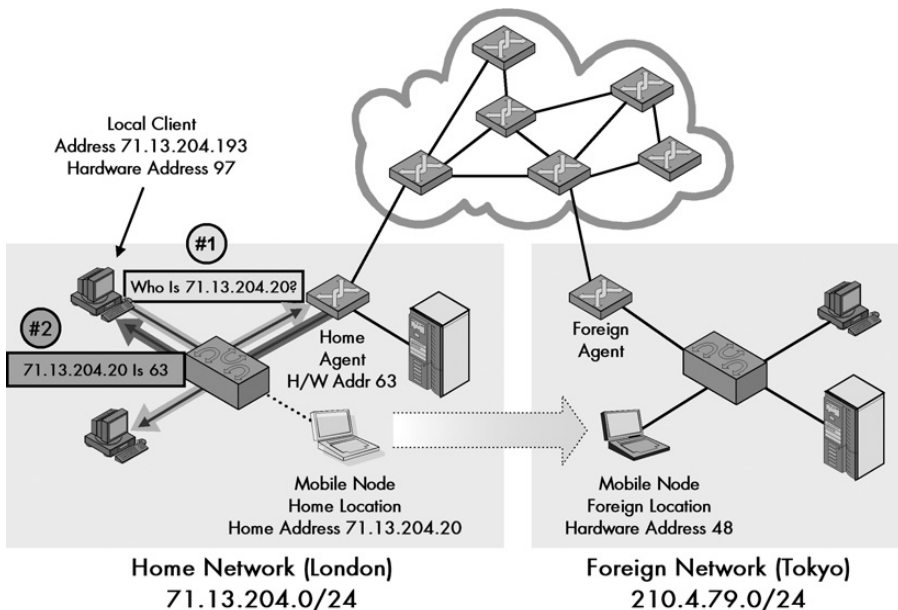 Local Client
Address 71.13.204.193
Hardware Address 97
#1
Who Is 71.13.204.20?
#2
71.13.204.20 Is 63
Home
Agent
H/W Addr 63
Foreign
Agent
Mobile Node
Home Location
Home Address 71.13.204.20
Mobile Node
Foreign Location
Hardware Address 48
Home Network (London)
71.13.204.0/24
Foreign Network (Tokyo)
210.4.79.0/24